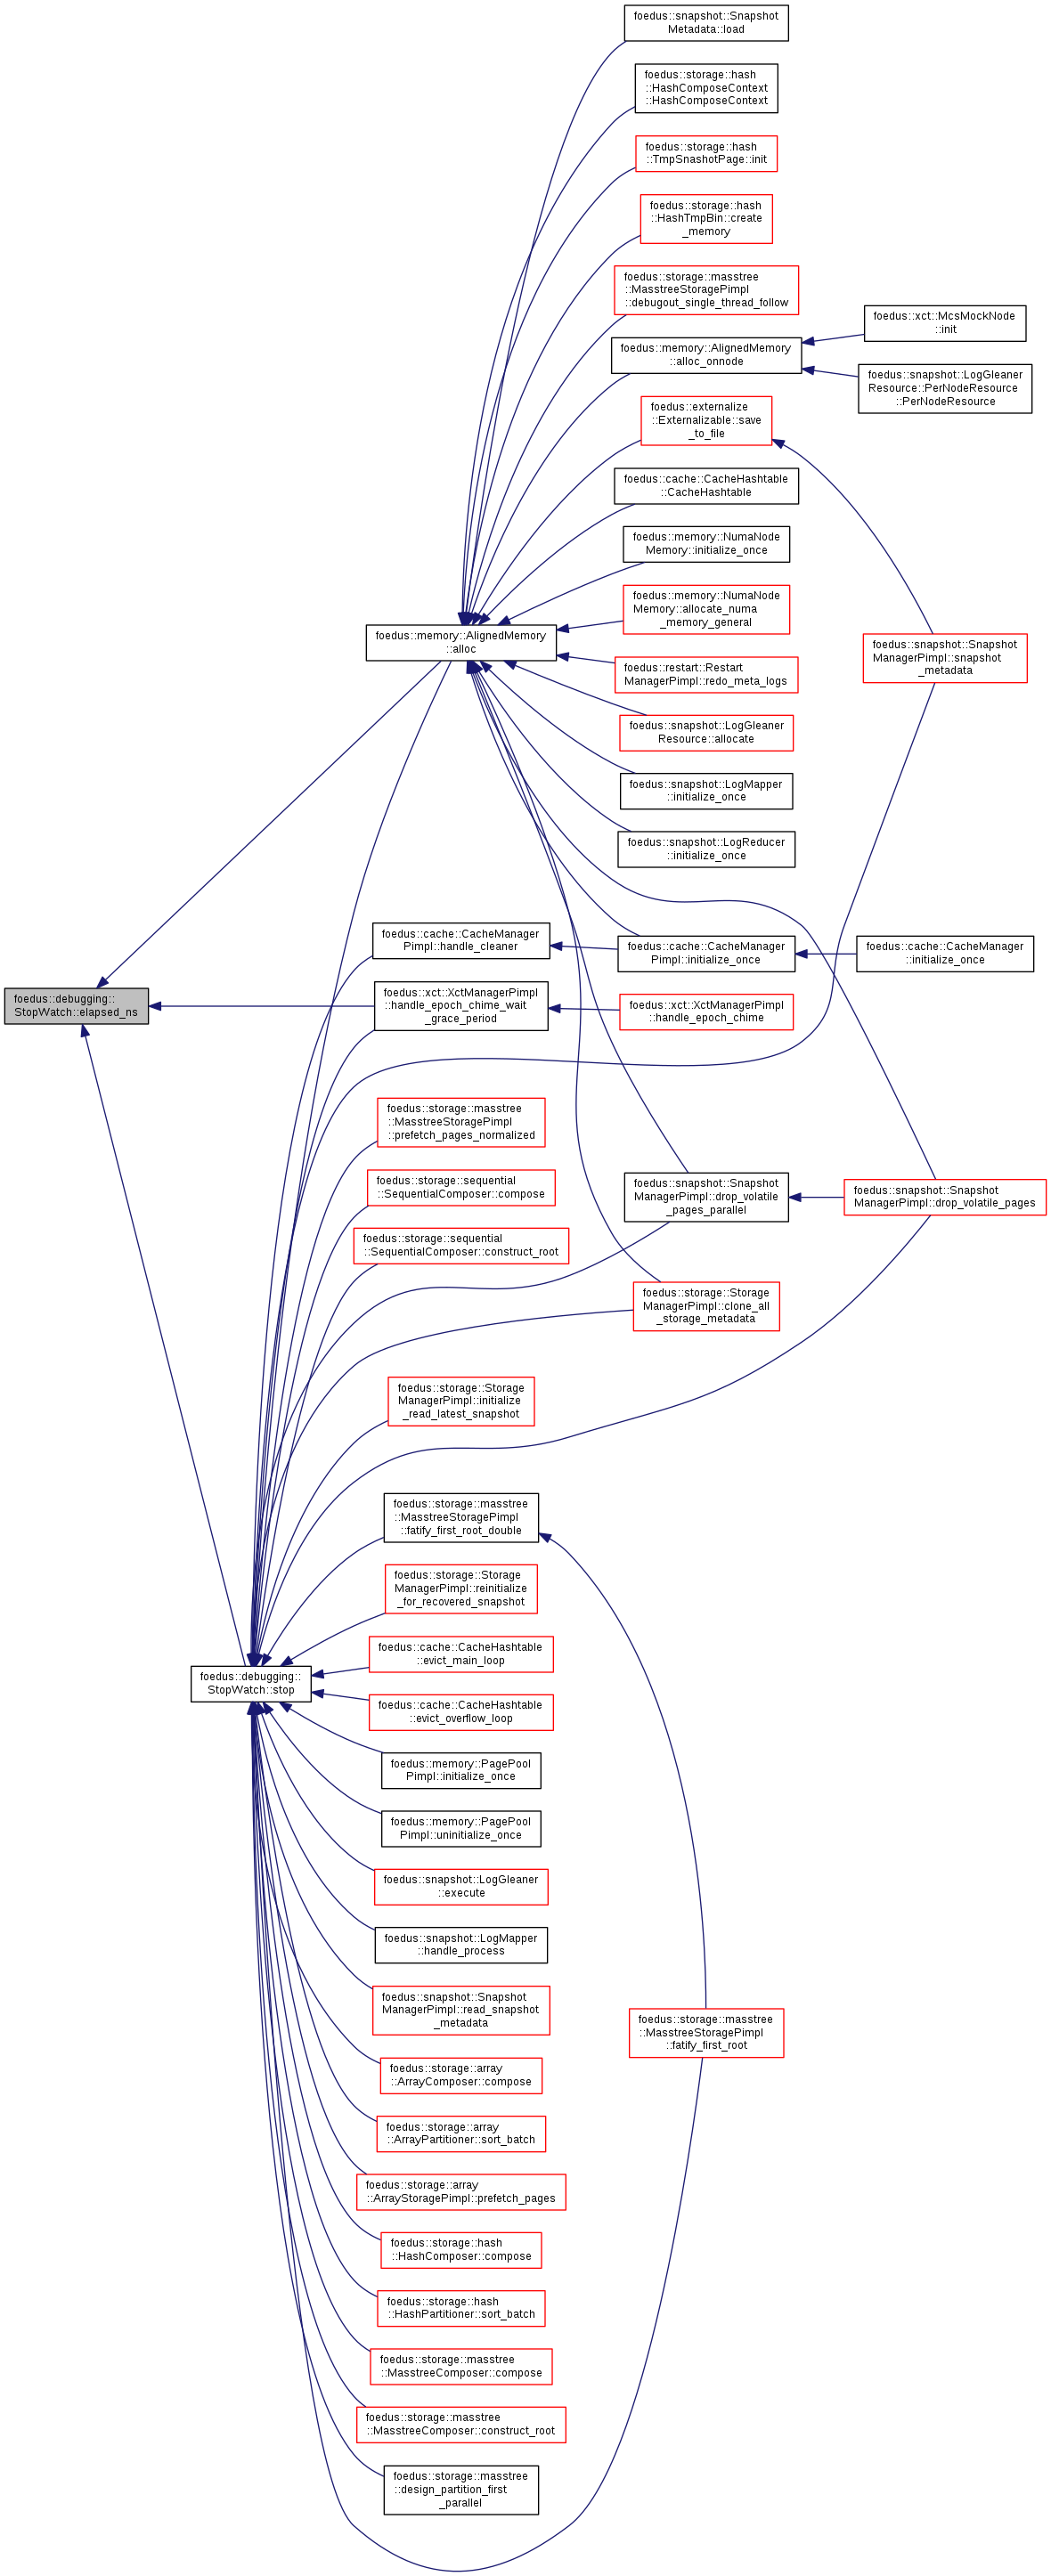 foedus::snapshot::Snapshot
Metadata::load
foedus::storage::hash
::HashComposeContext
::HashComposeContext
foedus::storage::hash
::TmpSnashotPage::init
foedus::storage::hash
::HashTmpBin::create
_memory
foedus::storage::masstree
::MasstreeStoragePimpl
::debugout_single_thread_follow
foedus::xct::McsMockNode
::init
foedus::memory::AlignedMemory
::alloc_onnode
foedus::snapshot::LogGleaner
Resource::PerNodeResource
::PerNodeResource
foedus::externalize
::Externalizable::save
_to_file
foedus::cache::CacheHashtable
::CacheHashtable
foedus::memory::NumaNode
Memory::initialize_once
foedus::memory::NumaNode
Memory::allocate_numa
_memory_general
foedus::memory::AlignedMemory
::alloc
foedus::snapshot::Snapshot
ManagerPimpl::snapshot
_metadata
foedus::restart::Restart
ManagerPimpl::redo_meta_logs
foedus::snapshot::LogGleaner
Resource::allocate
foedus::snapshot::LogMapper
::initialize_once
foedus::snapshot::LogReducer
::initialize_once
foedus::cache::CacheManager
Pimpl::handle_cleaner
foedus::cache::CacheManager
Pimpl::initialize_once
foedus::cache::CacheManager
::initialize_once
foedus::debugging::
StopWatch::elapsed_ns
foedus::xct::XctManagerPimpl
::handle_epoch_chime_wait
_grace_period
foedus::xct::XctManagerPimpl
::handle_epoch_chime
foedus::storage::masstree
::MasstreeStoragePimpl
::prefetch_pages_normalized
foedus::storage::sequential
::SequentialComposer::compose
foedus::snapshot::Snapshot
ManagerPimpl::drop_volatile
_pages_parallel
foedus::snapshot::Snapshot
ManagerPimpl::drop_volatile_pages
foedus::storage::sequential
::SequentialComposer::construct_root
foedus::storage::Storage
ManagerPimpl::clone_all
_storage_metadata
foedus::storage::Storage
ManagerPimpl::initialize
_read_latest_snapshot
foedus::storage::masstree
::MasstreeStoragePimpl
::fatify_first_root_double
foedus::storage::Storage
ManagerPimpl::reinitialize
_for_recovered_snapshot
foedus::cache::CacheHashtable
::evict_main_loop
foedus::debugging::
StopWatch::stop
foedus::cache::CacheHashtable
::evict_overflow_loop
foedus::memory::PagePool
Pimpl::initialize_once
foedus::memory::PagePool
Pimpl::uninitialize_once
foedus::snapshot::LogGleaner
::execute
foedus::snapshot::LogMapper
::handle_process
foedus::snapshot::Snapshot
ManagerPimpl::read_snapshot
_metadata
foedus::storage::masstree
::MasstreeStoragePimpl
::fatify_first_root
foedus::storage::array
::ArrayComposer::compose
foedus::storage::array
::ArrayPartitioner::sort_batch
foedus::storage::array
::ArrayStoragePimpl::prefetch_pages
foedus::storage::hash
::HashComposer::compose
foedus::storage::hash
::HashPartitioner::sort_batch
foedus::storage::masstree
::MasstreeComposer::compose
foedus::storage::masstree
::MasstreeComposer::construct_root
foedus::storage::masstree
::design_partition_first
_parallel